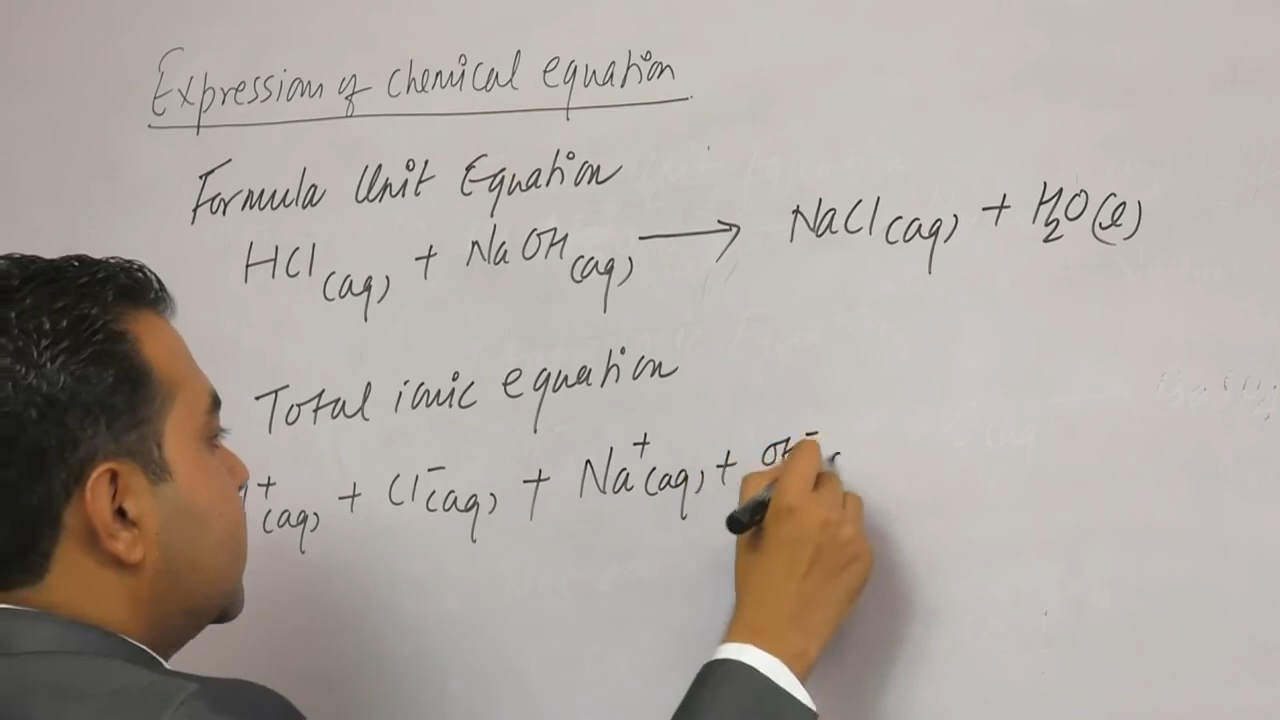 Expression of chemical equation
Formula Unit Equation
HCl(aq) + NaOH(aq) ⟶ NaCl(aq) + H₂O(l)
Total ionic equation
⁺(aq) + Cl⁻(aq) + Na⁺(aq) + OH⁻